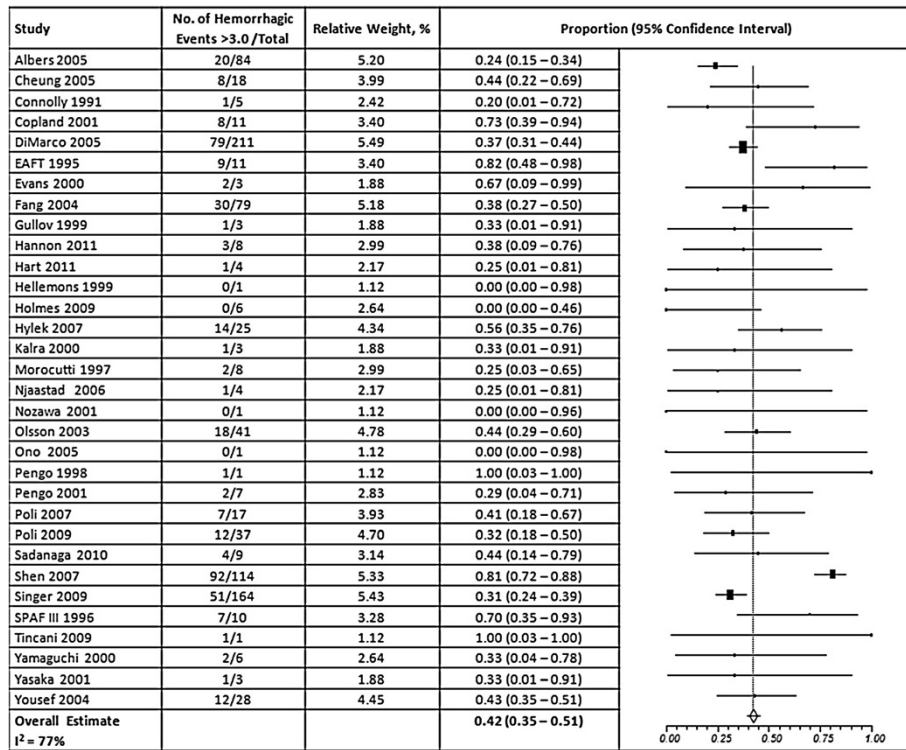 Study No. of Hemorrhagic Events >3.0 /Total Relative Weight, % Proportion (95% Confidence Interval)
Albers 2005 20/84 5.20 0.24 (0.15 – 0.34)
Cheung 2005 8/18 3.99 0.44 (0.22 – 0.69)
Connolly 1991 1/5 2.42 0.20 (0.01 – 0.72)
Copland 2001 8/11 3.40 0.73 (0.39 – 0.94)
DiMarco 2005 79/211 5.49 0.37 (0.31 – 0.44)
EAFT 1995 9/11 3.40 0.82 (0.48 – 0.98)
Evans 2000 2/3 1.88 0.67 (0.09 – 0.99)
Fang 2004 30/79 5.18 0.38 (0.27 – 0.50)
Gullov 1999 1/3 1.88 0.33 (0.01 – 0.91)
Hannon 2011 3/8 2.99 0.38 (0.09 – 0.76)
Hart 2011 1/4 2.17 0.25 (0.01 – 0.81)
Hellemons 1999 0/1 1.12 0.00 (0.00 – 0.98)
Holmes 2009 0/6 2.64 0.00 (0.00 – 0.46)
Hylek 2007 14/25 4.34 0.56 (0.35 – 0.76)
Kalra 2000 1/3 1.88 0.33 (0.01 – 0.91)
Morocutti 1997 2/8 2.99 0.25 (0.03 – 0.65)
Njaastad 2006 1/4 2.17 0.25 (0.01 – 0.81)
Nozawa 2001 0/1 1.12 0.00 (0.00 – 0.96)
Olsson 2003 18/41 4.78 0.44 (0.29 – 0.60)
Ono 2005 0/1 1.12 0.00 (0.00 – 0.98)
Pengo 1998 1/1 1.12 1.00 (0.03 – 1.00)
Pengo 2001 2/7 2.83 0.29 (0.04 – 0.71)
Poli 2007 7/17 3.93 0.41 (0.18 – 0.67)
Poli 2009 12/37 4.70 0.32 (0.18 – 0.50)
Sadanaga 2010 4/9 3.14 0.44 (0.14 – 0.79)
Shen 2007 92/114 5.33 0.81 (0.72 – 0.88)
Singer 2009 51/164 5.43 0.31 (0.24 – 0.39)
SPAF III 1996 7/10 3.28 0.70 (0.35 – 0.93)
Tincani 2009 1/1 1.12 1.00 (0.03 – 1.00)
Yamaguchi 2000 2/6 2.64 0.33 (0.04 – 0.78)
Yasaka 2001 1/3 1.88 0.33 (0.01 – 0.91)
Yousef 2004 12/28 4.45 0.43 (0.35 – 0.51)
Overall Estimate 0.42 (0.35 – 0.51)
I² = 77%
0.00 0.25 0.50 0.75 1.00